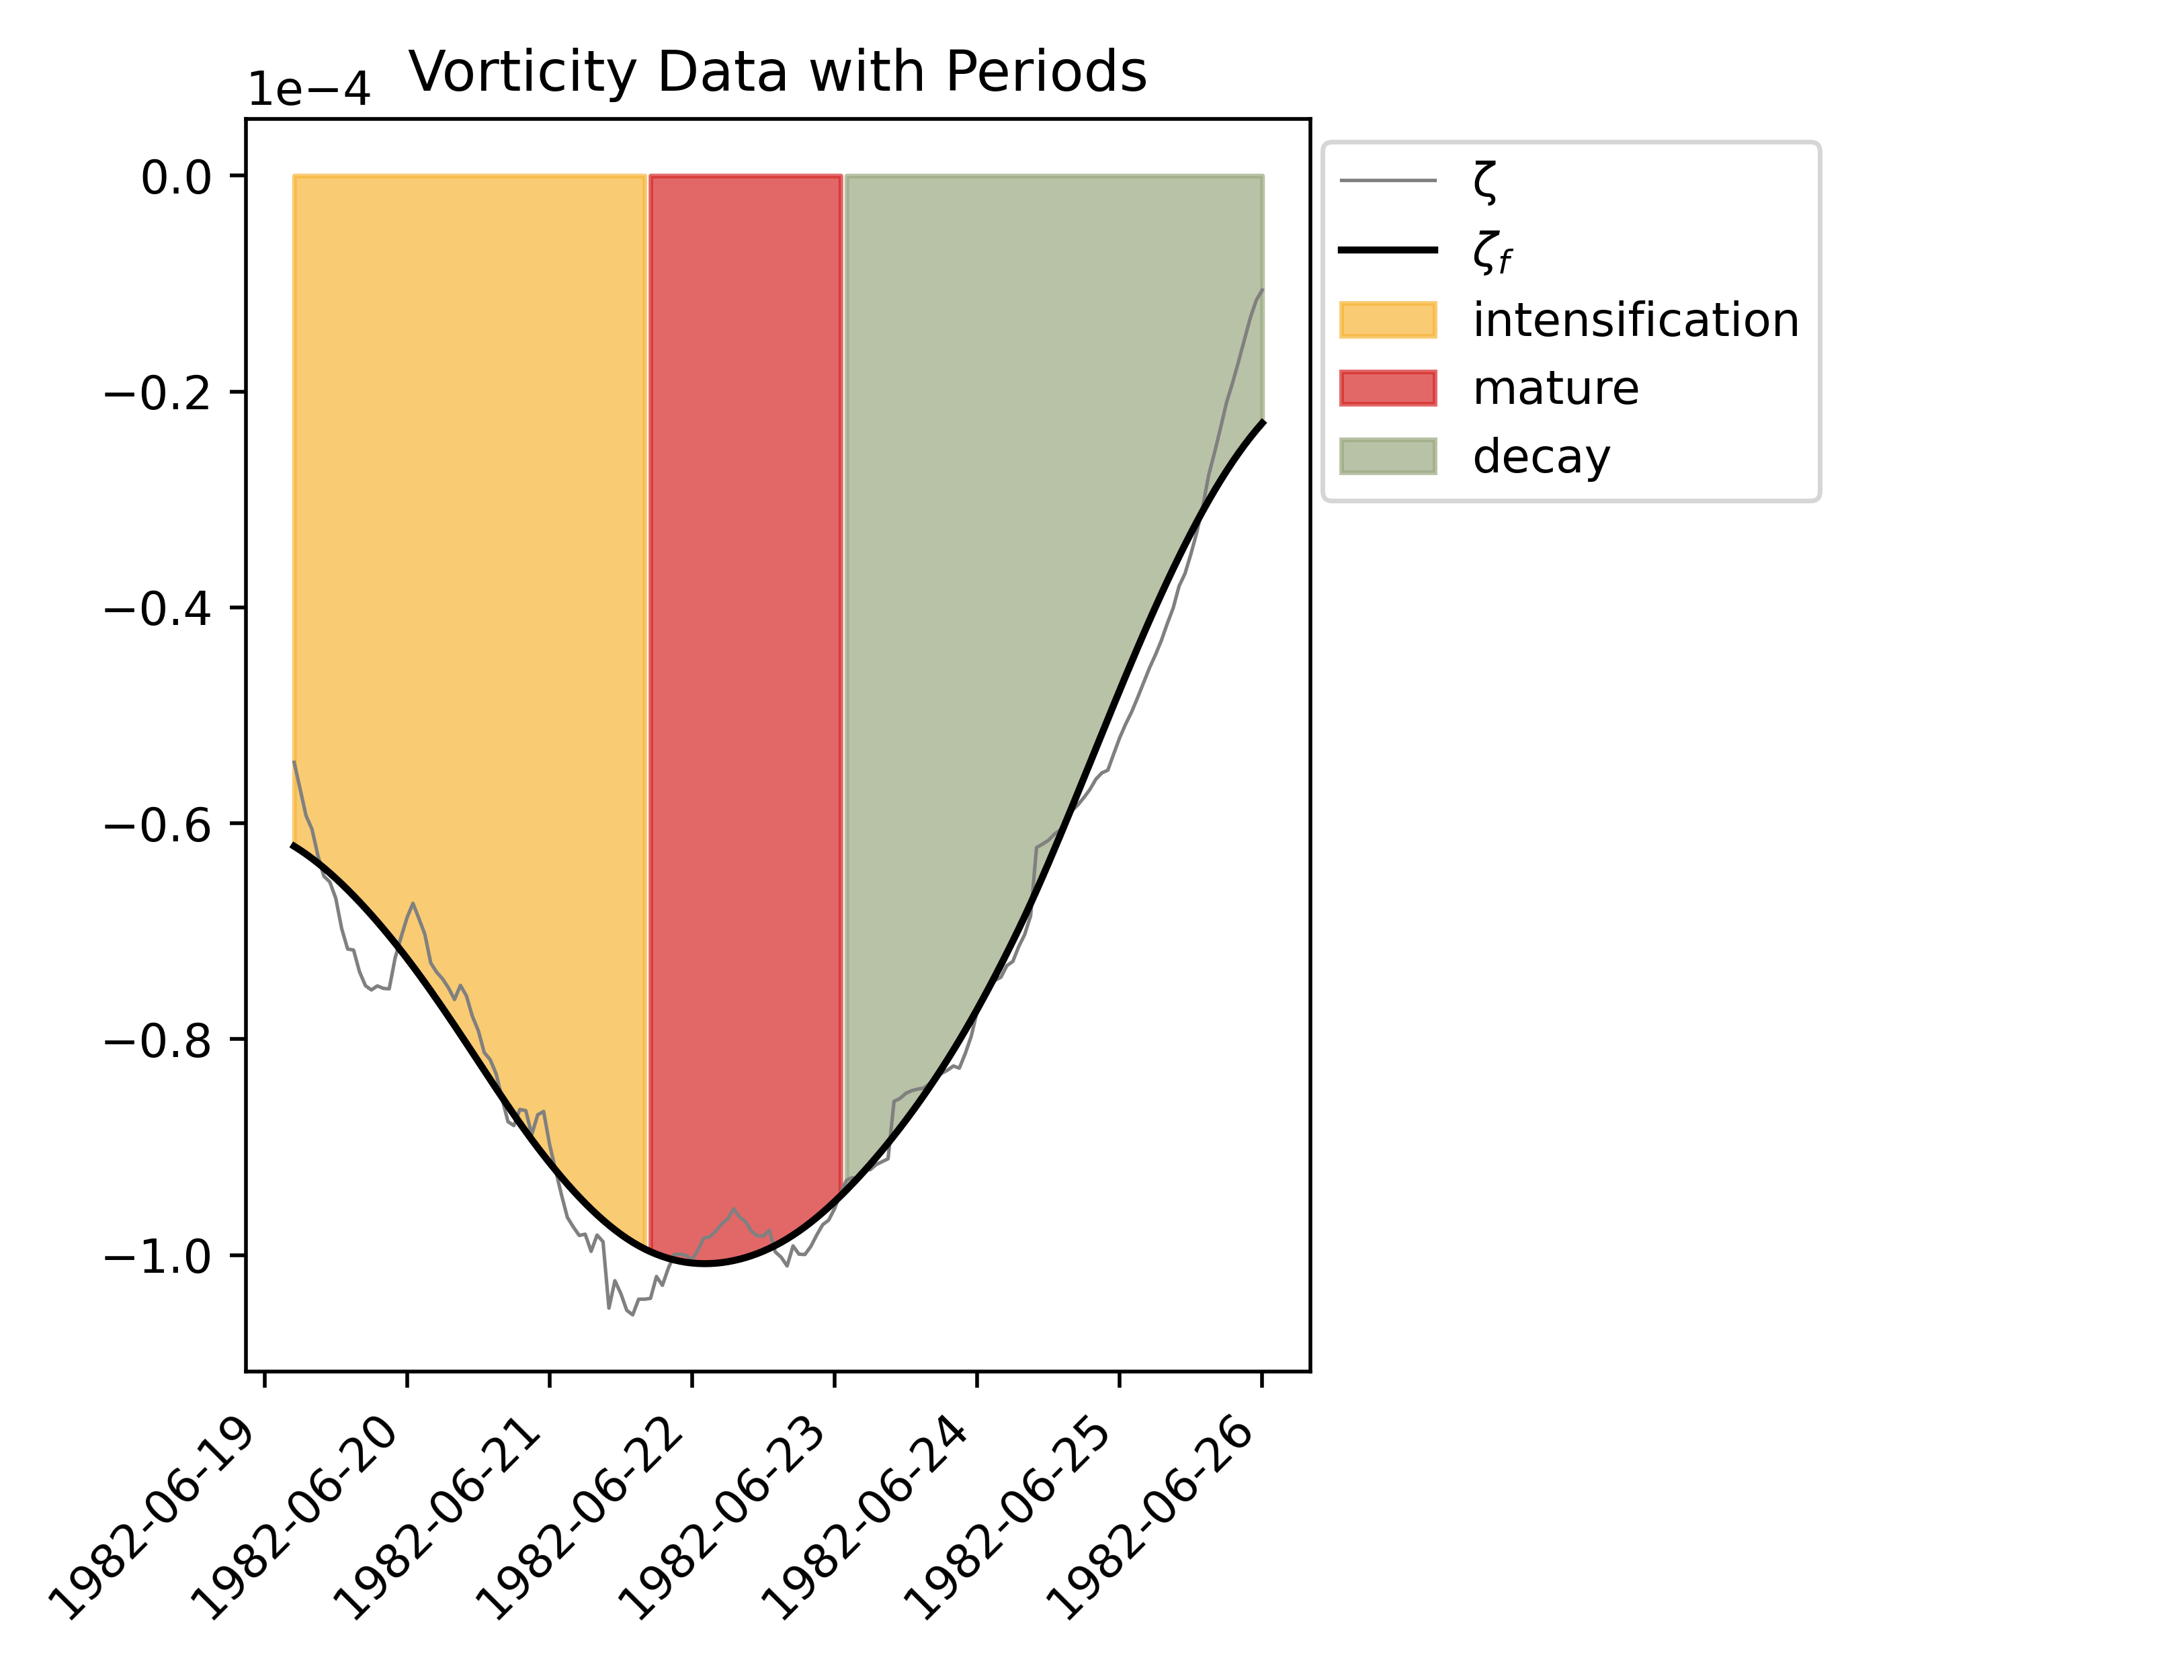 Vorticity Data with Periods
1e−4
0.0
−0.2
−0.4
−0.6
−0.8
−1.0
1982-06-19
1982-06-20
1982-06-21
1982-06-22
1982-06-23
1982-06-24
1982-06-25
1982-06-26
ζ
ζf
intensification
mature
decay